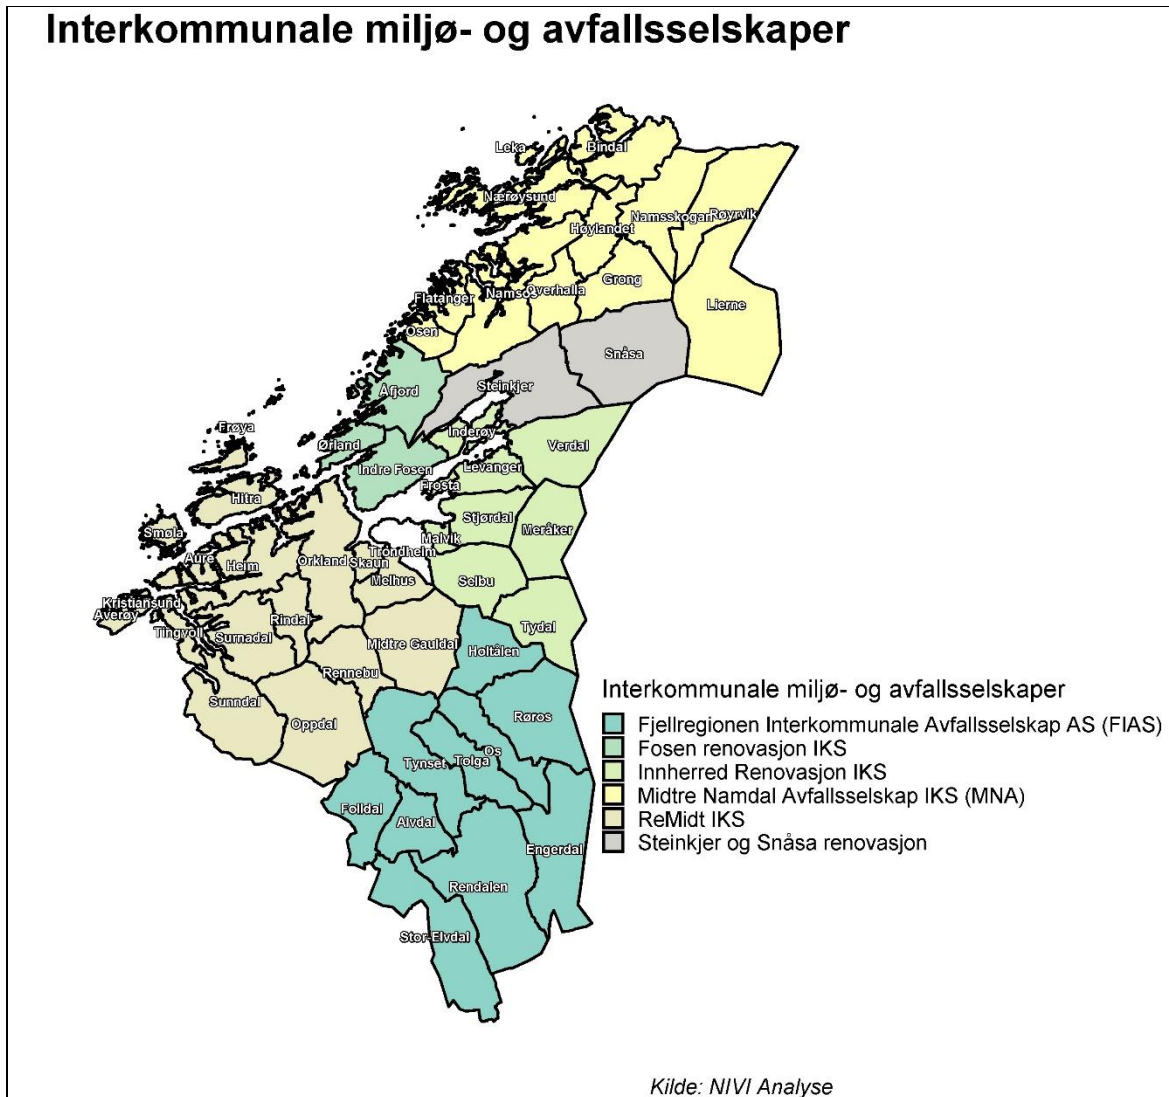 Interkommunale miljø- og avfallsselskaper
Leka
Bindal
Nærøysund
Namsskogan
Røyrvik
Høylandet
Grong
Overhalla
Namsos
Flatanger
Lierne
Osen
Snåsa
Steinkjer
Åfjord
Frøya
Ørland
Inderøy
Verdal
Indre Fosen
Levanger
Frosta
Hitra
Stjørdal
Meråker
Smøla
Malvik
Trondheim
Aure
Heim
Orkland
Skaun
Melhus
Selbu
Kristiansund
Averøy
Rindal
Tingvoll
Surnadal
Tydal
Midtre Gauldal
Holtålen
Rennebu
Sunndal
Oppdal
Røros
Os
Tolga
Tynset
Folldal
Alvdal
Engerdal
Rendalen
Stor-Elvdal
Interkommunale miljø- og avfallsselskaper
Fjellregionen Interkommunale Avfallsselskap AS (FIAS)
Fosen renovasjon IKS
Innherred Renovasjon IKS
Midtre Namdal Avfallsselskap IKS (MNA)
ReMidt IKS
Steinkjer og Snåsa renovasjon
Kilde: NIVI Analyse